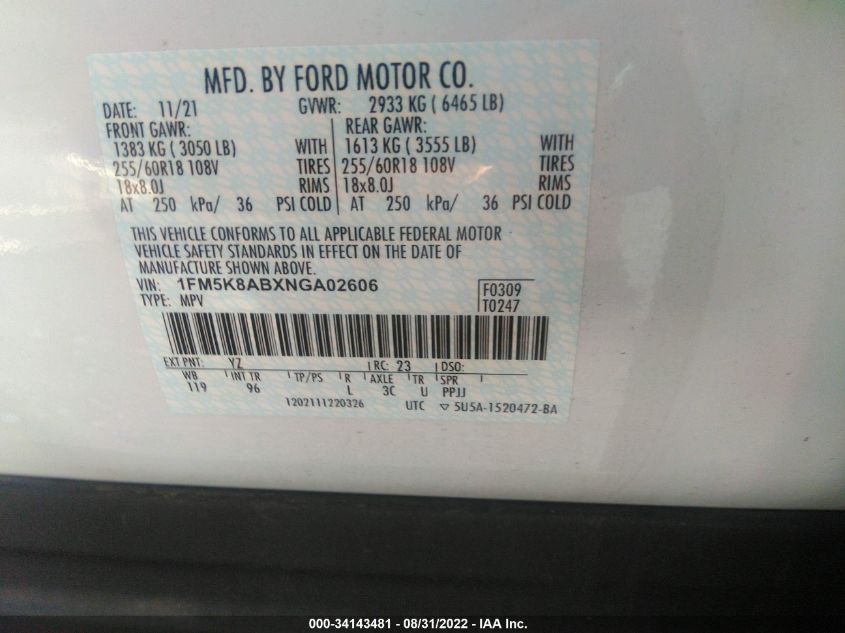 MFD. BY FORD MOTOR CO.
DATE: 11/21 GVWR: 2933 KG ( 6465 LB)
FRONT GAWR: REAR GAWR:
1383 KG ( 3050 LB) WITH 1613 KG ( 3555 LB) WITH
255/60R18 108V TIRES 255/60R18 108V TIRES
18x8.0J RIMS 18x8.0J RIMS
AT 250 kPa/ 36 PSI COLD AT 250 kPa/ 36 PSI COLD
THIS VEHICLE CONFORMS TO ALL APPLICABLE FEDERAL MOTOR
VEHICLE SAFETY STANDARDS IN EFFECT ON THE DATE OF
MANUFACTURE SHOWN ABOVE.
VIN: 1FM5K8ABXNGA02606 F0309
TYPE: MPV T0247
EXT PNT: YZ RC: 23 DSO:
WB INT TR TP/PS R AXLE TR SPR
119 96 L 3C U PPJJ
1202111220326 UTC ▽ 5U5A-1520472-BA
000-34143481 - 08/31/2022 - IAA Inc.